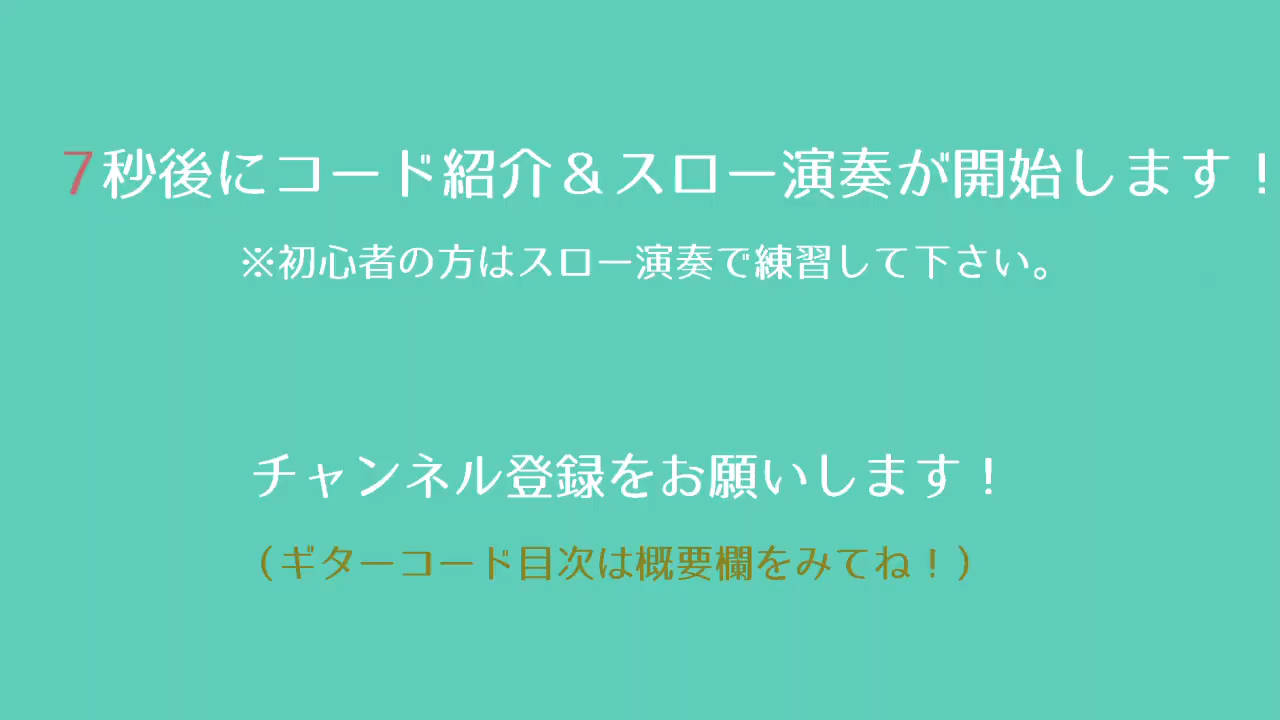 7秒後にコード紹介＆スロー演奏が開始します！
※初心者の方はスロー演奏で練習して下さい。
チャンネル登録をお願いします！
（ギターコード目次は概要欄をみてね！）